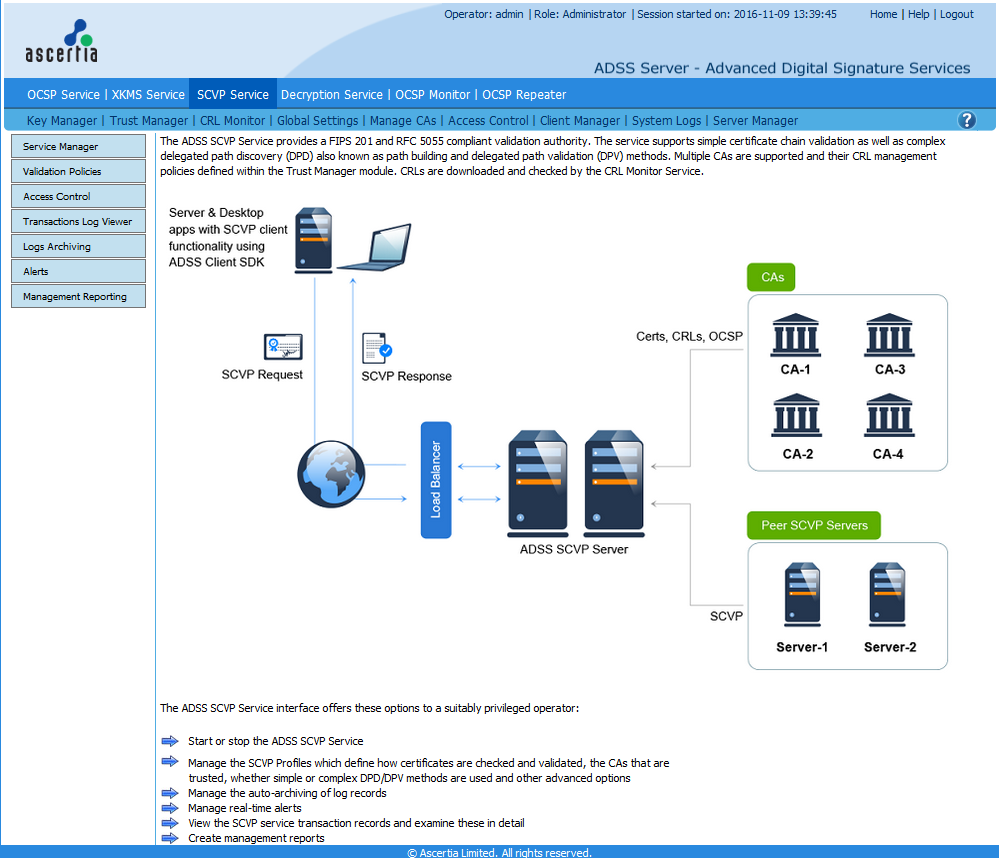 Operator: admin | Role: Administrator | Session started on: 2016-11-09 13:39:45 Home | Help | Logout
ascertia
ADSS Server - Advanced Digital Signature Services
OCSP Service | XKMS Service SCVP Service Decryption Service | OCSP Monitor | OCSP Repeater
Key Manager | Trust Manager | CRL Monitor | Global Settings | Manage CAs | Access Control | Client Manager | System Logs | Server Manager ?
Service Manager
Validation Policies
Access Control
Transactions Log Viewer
Logs Archiving
Alerts
Management Reporting
The ADSS SCVP Service provides a FIPS 201 and RFC 5055 compliant validation authority. The service supports simple certificate chain validation as well as complex
delegated path discovery (DPD) also known as path building and delegated path validation (DPV) methods. Multiple CAs are supported and their CRL management
policies defined within the Trust Manager module. CRLs are downloaded and checked by the CRL Monitor Service.
Server & Desktop
apps with SCVP client
functionality using
ADSS Client SDK
CAs
Certs, CRLs, OCSP
CA-1
CA-3
SCVP Request
SCVP Response
CA-2
CA-4
Load Balancer
Peer SCVP Servers
ADSS SCVP Server
SCVP
Server-1
Server-2
The ADSS SCVP Service interface offers these options to a suitably privileged operator:
Start or stop the ADSS SCVP Service
Manage the SCVP Profiles which define how certificates are checked and validated, the CAs that are
trusted, whether simple or complex DPD/DPV methods are used and other advanced options
Manage the auto-archiving of log records
Manage real-time alerts
View the SCVP service transaction records and examine these in detail
Create management reports
© Ascertia Limited. All rights reserved.